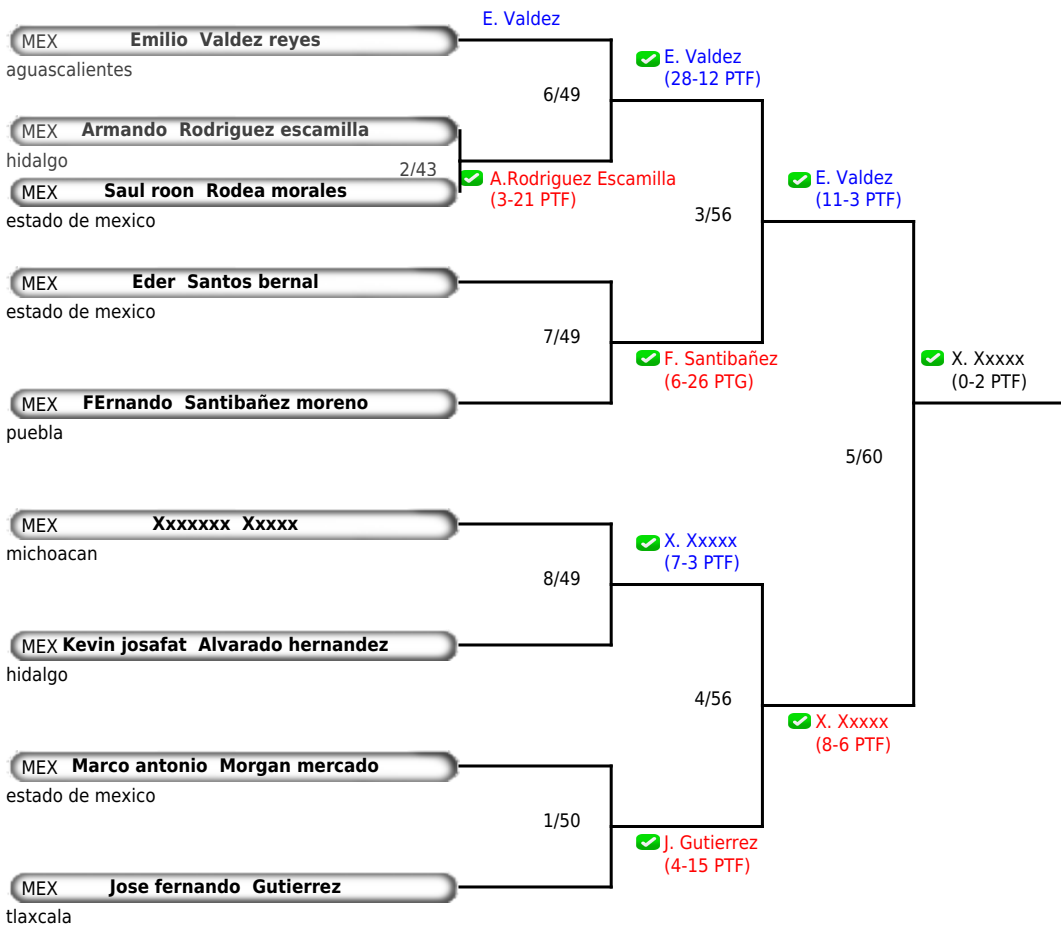 E. Valdez
MEX Emilio Valdez reyes
aguascalientes
E. Valdez
(28-12 PTF)
6/49
MEX Armando Rodriguez escamilla
hidalgo
2/43
A.Rodriguez Escamilla
(3-21 PTF)
MEX Saul roon Rodea morales
estado de mexico
E. Valdez
(11-3 PTF)
3/56
MEX Eder Santos bernal
estado de mexico
7/49
F. Santibañez
(6-26 PTG)
X. Xxxxx
(0-2 PTF)
MEX FErnando Santibañez moreno
puebla
5/60
MEX Xxxxxxx Xxxxx
michoacan
X. Xxxxx
(7-3 PTF)
8/49
MEX Kevin josafat Alvarado hernandez
hidalgo
4/56
X. Xxxxx
(8-6 PTF)
MEX Marco antonio Morgan mercado
estado de mexico
1/50
J. Gutierrez
(4-15 PTF)
MEX Jose fernando Gutierrez
tlaxcala